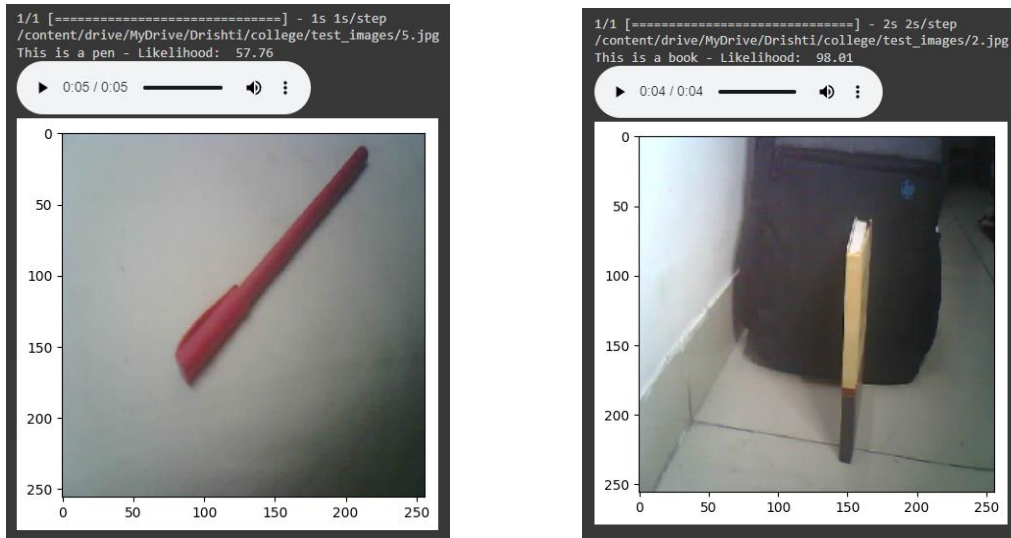 1/1 [==============================] - 1s 1s/step
/content/drive/MyDrive/Drishti/college/test_images/5.jpg
This is a pen - Likelihood:  57.76
0:05 / 0:05
0
50
100
150
200
250
0 50 100 150 200 250
1/1 [==============================] - 2s 2s/step
/content/drive/MyDrive/Drishti/college/test_images/2.jpg
This is a book - Likelihood:  98.01
0:04 / 0:04
0
50
100
150
200
250
0 50 100 150 200 250